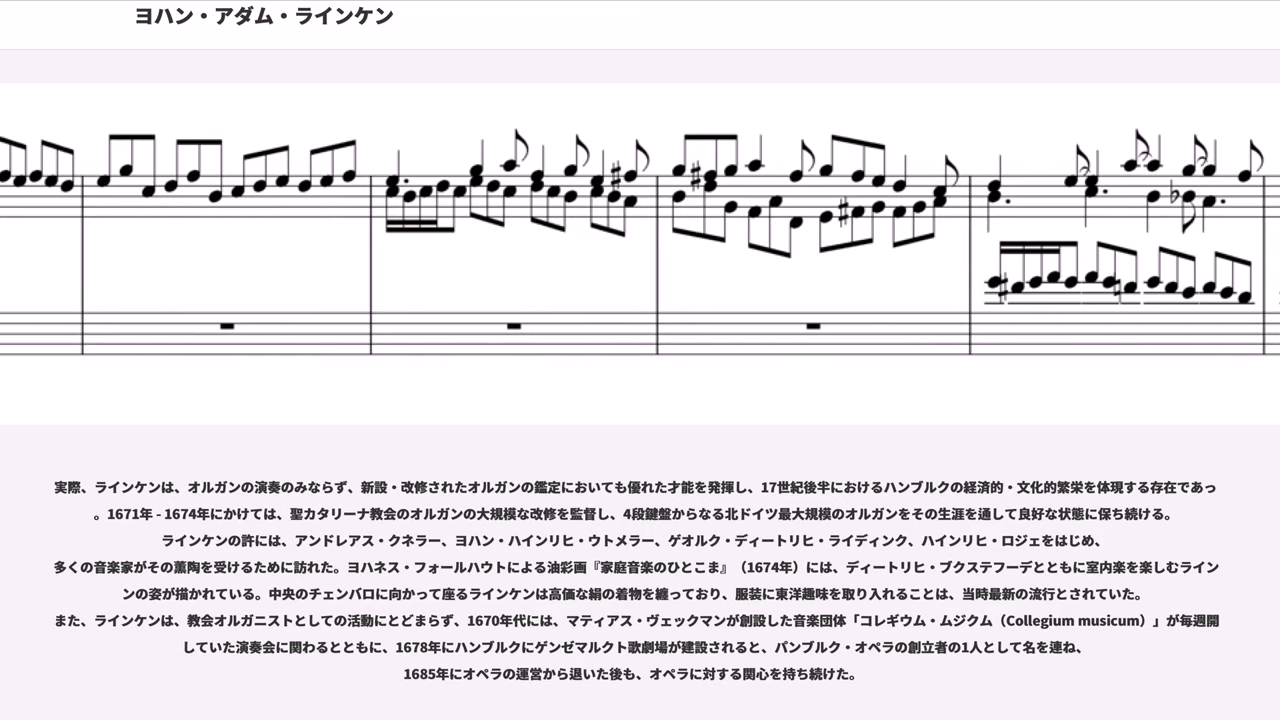 ヨハン・アダム・ラインケン
実際、ラインケンは、オルガンの演奏のみならず、新設・改修されたオルガンの鑑定においても優れた才能を発揮し、17世紀後半におけるハンブルクの経済的・文化的繁栄を体現する存在であっ
。1671年 - 1674年にかけては、聖カタリーナ教会のオルガンの大規模な改修を監督し、4段鍵盤からなる北ドイツ最大規模のオルガンをその生涯を通して良好な状態に保ち続ける。
ラインケンの許には、アンドレアス・クネラー、ヨハン・ハインリヒ・ウトメラー、ゲオルク・ディートリヒ・ライディンク、ハインリヒ・ロジェをはじめ、
多くの音楽家がその薫陶を受けるために訪れた。ヨハネス・フォールハウトによる油彩画『家庭音楽のひとこま』（1674年）には、ディートリヒ・ブクステフーデとともに室内楽を楽しむライン
ンの姿が描かれている。中央のチェンバロに向かって座るラインケンは高価な絹の着物を纏っており、服装に東洋趣味を取り入れることは、当時最新の流行とされていた。
また、ラインケンは、教会オルガニストとしての活動にとどまらず、1670年代には、マティアス・ヴェックマンが創設した音楽団体「コレギウム・ムジクム（Collegium musicum）」が毎週開
していた演奏会に関わるとともに、1678年にハンブルクにゲンゼマルクト歌劇場が建設されると、パンブルク・オペラの創立者の1人として名を連ね、
1685年にオペラの運営から退いた後も、オペラに対する関心を持ち続けた。